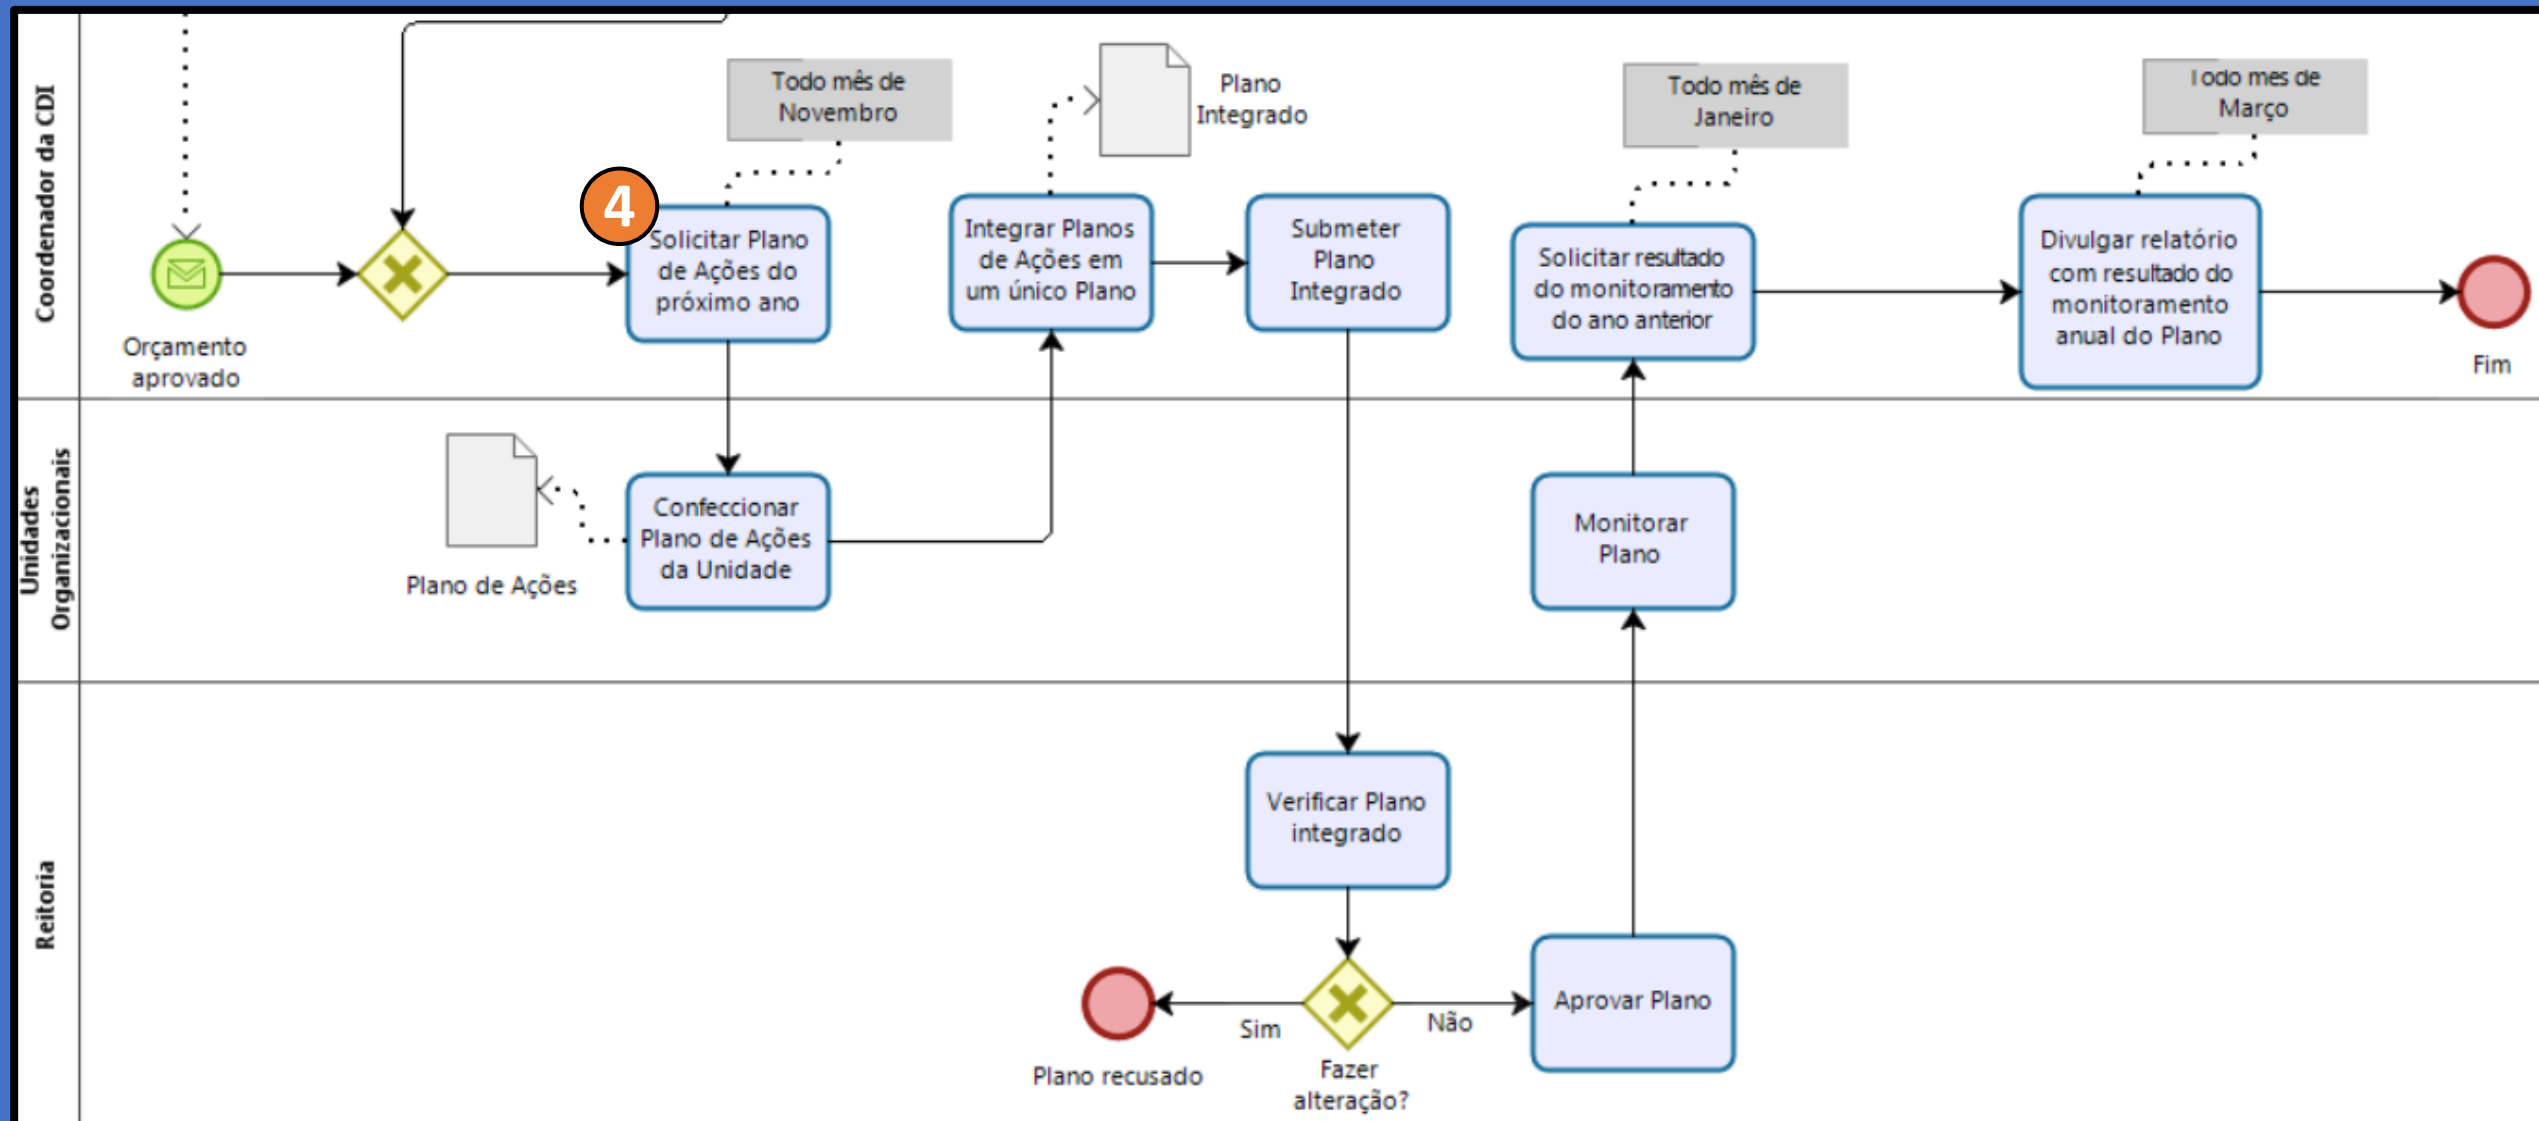 Coordenador da CDI
Orçamento
aprovado
4
Solicitar Plano
de Ações do
próximo ano
Todo mês de
Novembro
Integrar Planos
de Ações em
um único Plano
Plano
Integrado
Submeter
Plano
Integrado
Todo mês de
Janeiro
Solicitar resultado
do monitoramento
do ano anterior
Todo mês de
Março
Divulgar relatório
com resultado do
monitoramento
anual do Plano
Fim
Unidades
Organizacionais
Plano de Ações
Confeccionar
Plano de Ações
da Unidade
Monitorar
Plano
Reitoria
Verificar Plano
integrado
Sim
Não
Plano recusado
Fazer
alteração?
Aprovar Plano